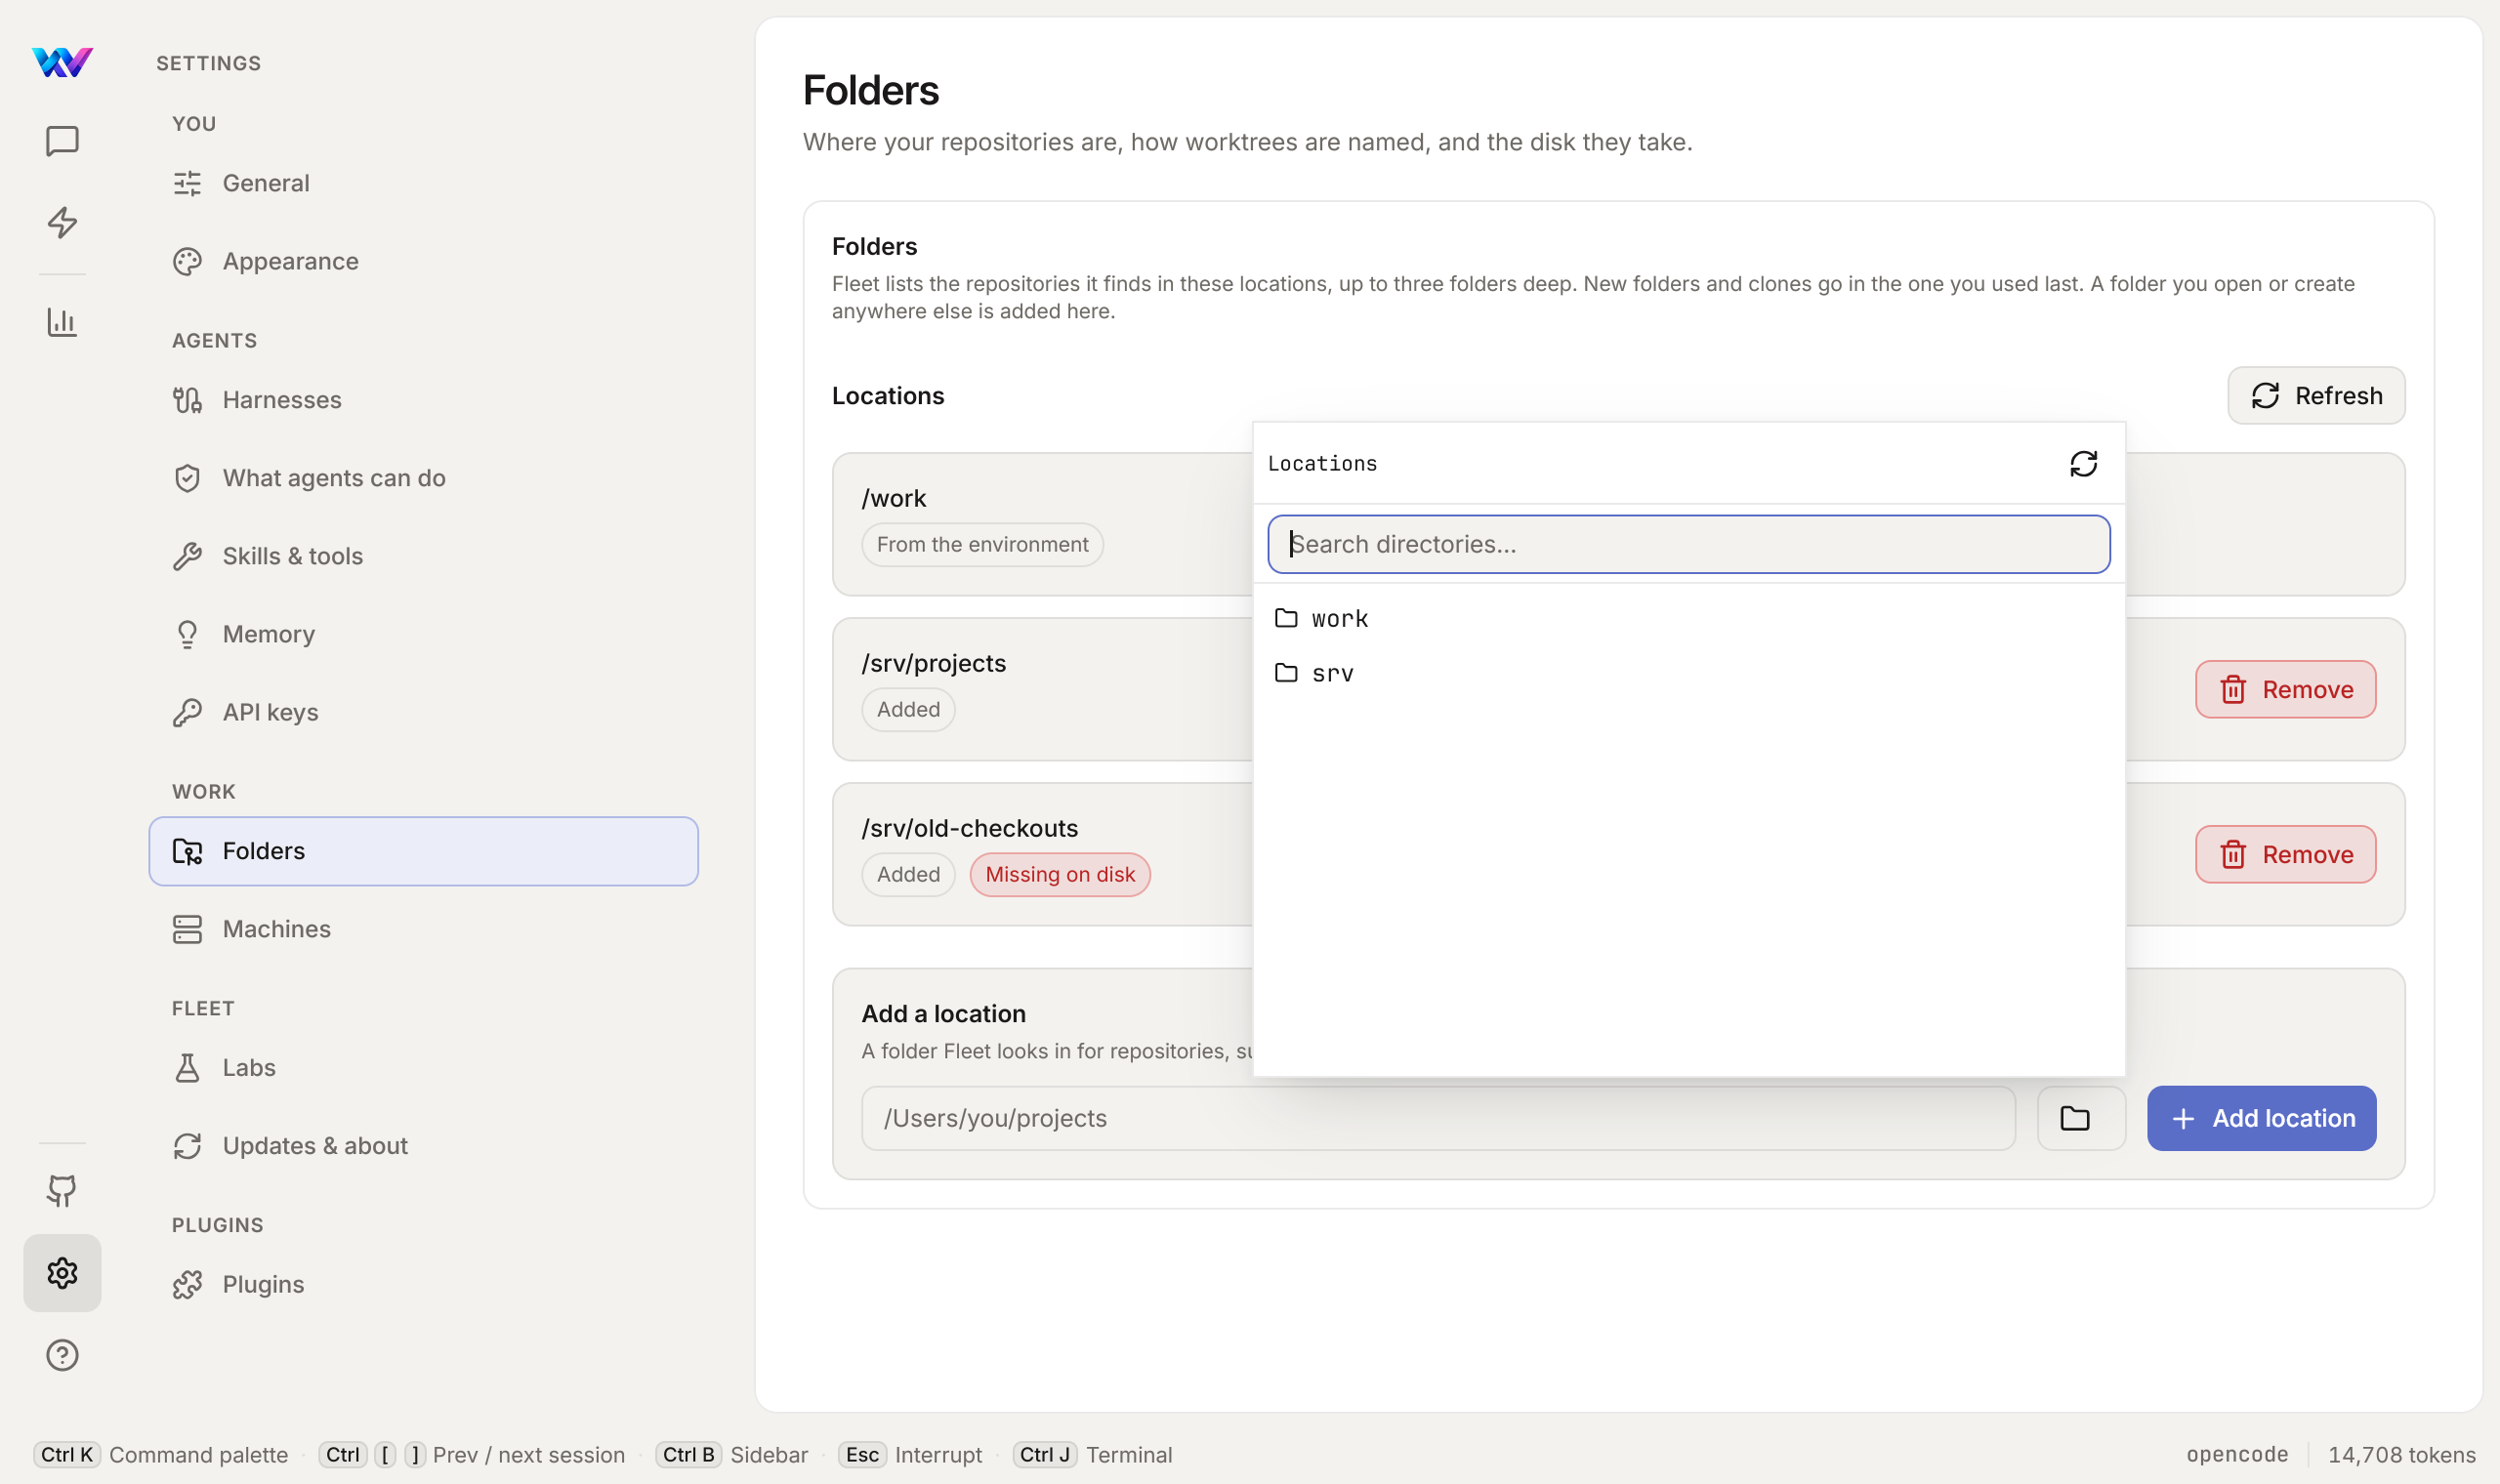 SETTINGS
YOU
General
Appearance
AGENTS
Harnesses
What agents can do
Skills & tools
Memory
API keys
WORK
Folders
Machines
FLEET
Labs
Updates & about
PLUGINS
Plugins
Folders
Where your repositories are, how worktrees are named, and the disk they take.
Folders
Fleet lists the repositories it finds in these locations, up to three folders deep. New folders and clones go in the one you used last. A folder you open or create
anywhere else is added here.
Locations
Refresh
/work
From the environment
/srv/projects
Added
Remove
/srv/old-checkouts
Added Missing on disk
Remove
Locations
Search directories...
work
srv
Add a location
A folder Fleet looks in for repositories,
/Users/you/projects
Add location
Ctrl K Command palette · Ctrl [ ] Prev / next session · Ctrl B Sidebar · Esc Interrupt · Ctrl J Terminal
opencode 14,708 tokens